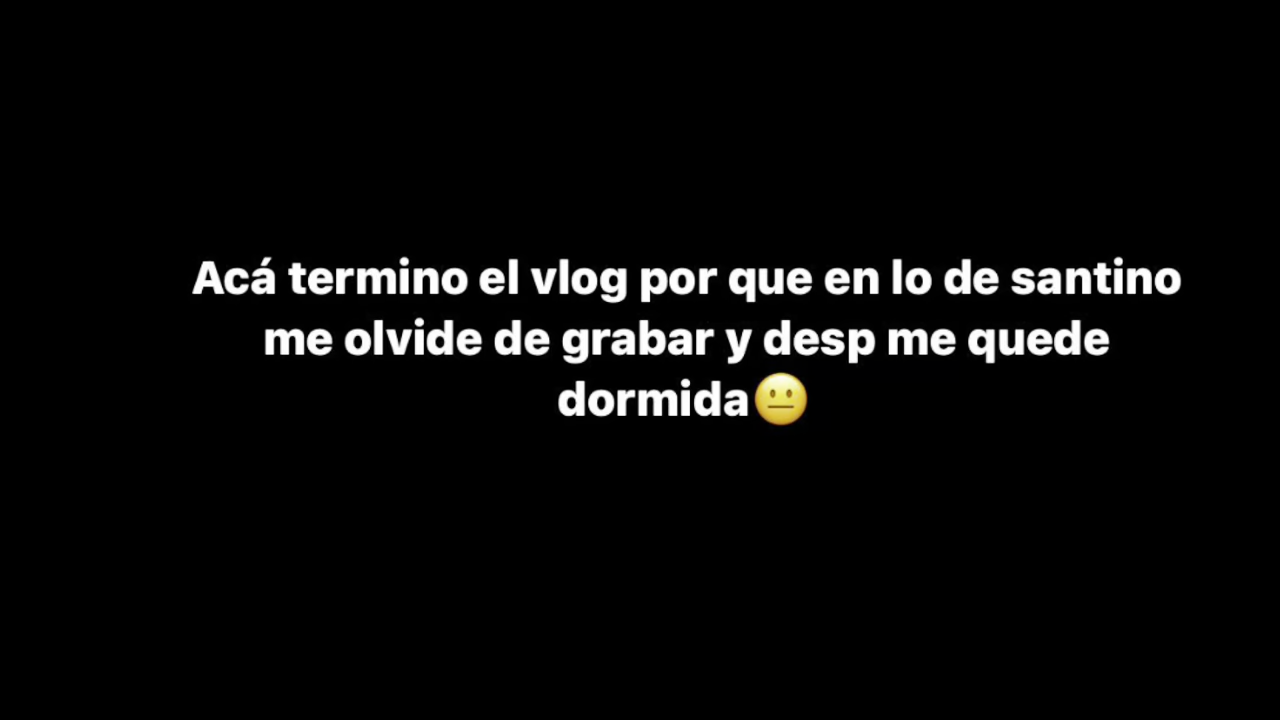 Acá termino el vlog por que en lo de santino
me olvide de grabar y desp me quede
dormida😐